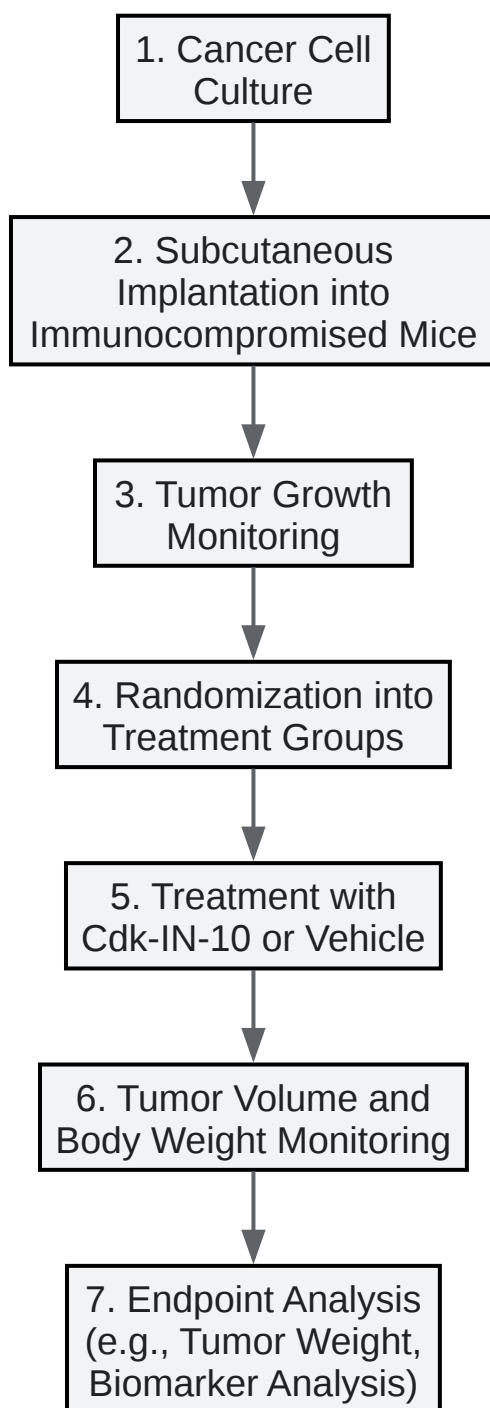 1. Cancer Cell
Culture
2. Subcutaneous
Implantation into
Immunocompromised Mice
3. Tumor Growth
Monitoring
4. Randomization into
Treatment Groups
5. Treatment with
Cdk-IN-10 or Vehicle
6. Tumor Volume and
Body Weight Monitoring
7. Endpoint Analysis
(e.g., Tumor Weight,
Biomarker Analysis)